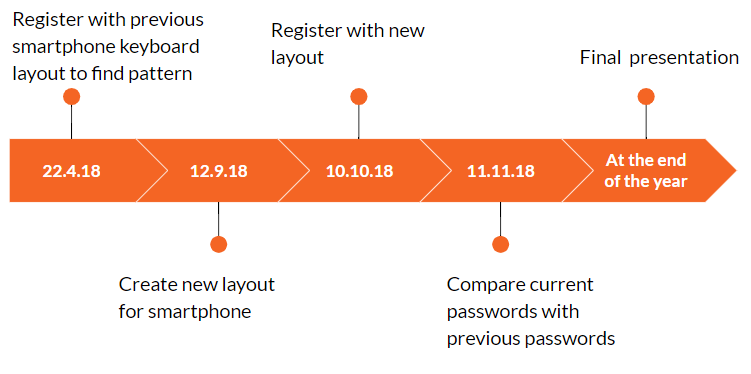 Register with previous
smartphone keyboard
layout to find pattern
Register with new
layout
Final presentation
22.4.18
12.9.18
10.10.18
11.11.18
At the end
of the year
Create new layout
for smartphone
Compare current
passwords with
previous passwords